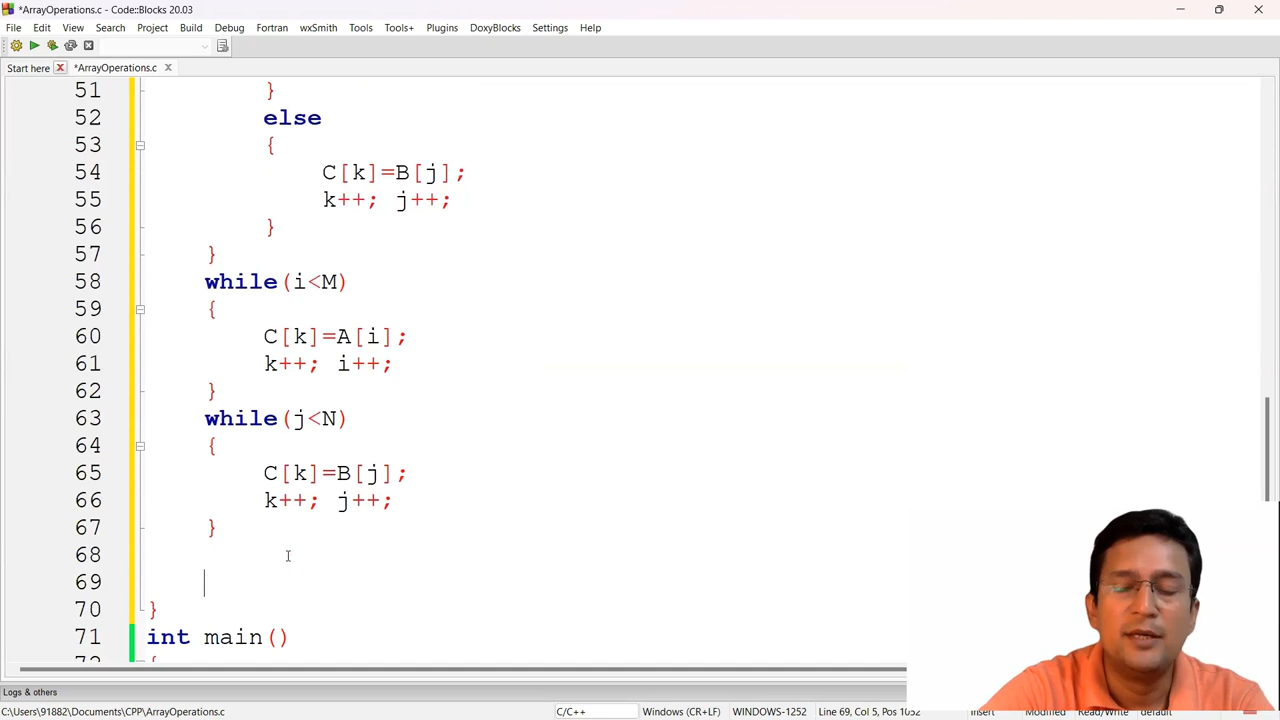 *ArrayOperations.c - Code::Blocks 20.03
File Edit View Search Project Build Debug Fortran wxSmith Tools Tools+ Plugins DoxyBlocks Settings Help
Start here *ArrayOperations.c
51 }
52 else
53 {
54 C[k]=B[j];
55 k++; j++;
56 }
57 }
58 while(i<M)
59 {
60 C[k]=A[i];
61 k++; i++;
62 }
63 while(j<N)
64 {
65 C[k]=B[j];
66 k++; j++;
67 }
68
69
70 }
71 int main()
Logs & others
C:\Users\91882\Documents\CPP\ArrayOperations.c C/C++ Windows (CR+LF) WINDOWS-1252 Line 69, Col 5, Pos 1052 Insert Modified Read/Write default